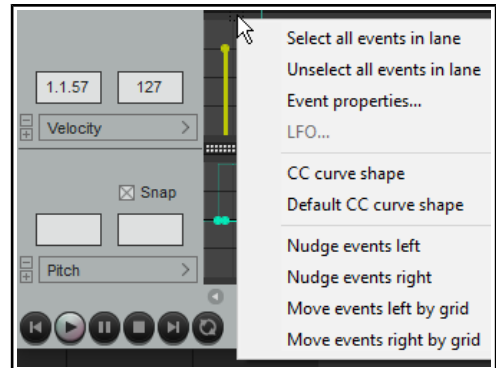 1.1.57 127
Velocity
Snap
Pitch
Select all events in lane
Unselect all events in lane
Event properties...
LFO...
CC curve shape
Default CC curve shape
Nudge events left
Nudge events right
Move events left by grid
Move events right by grid